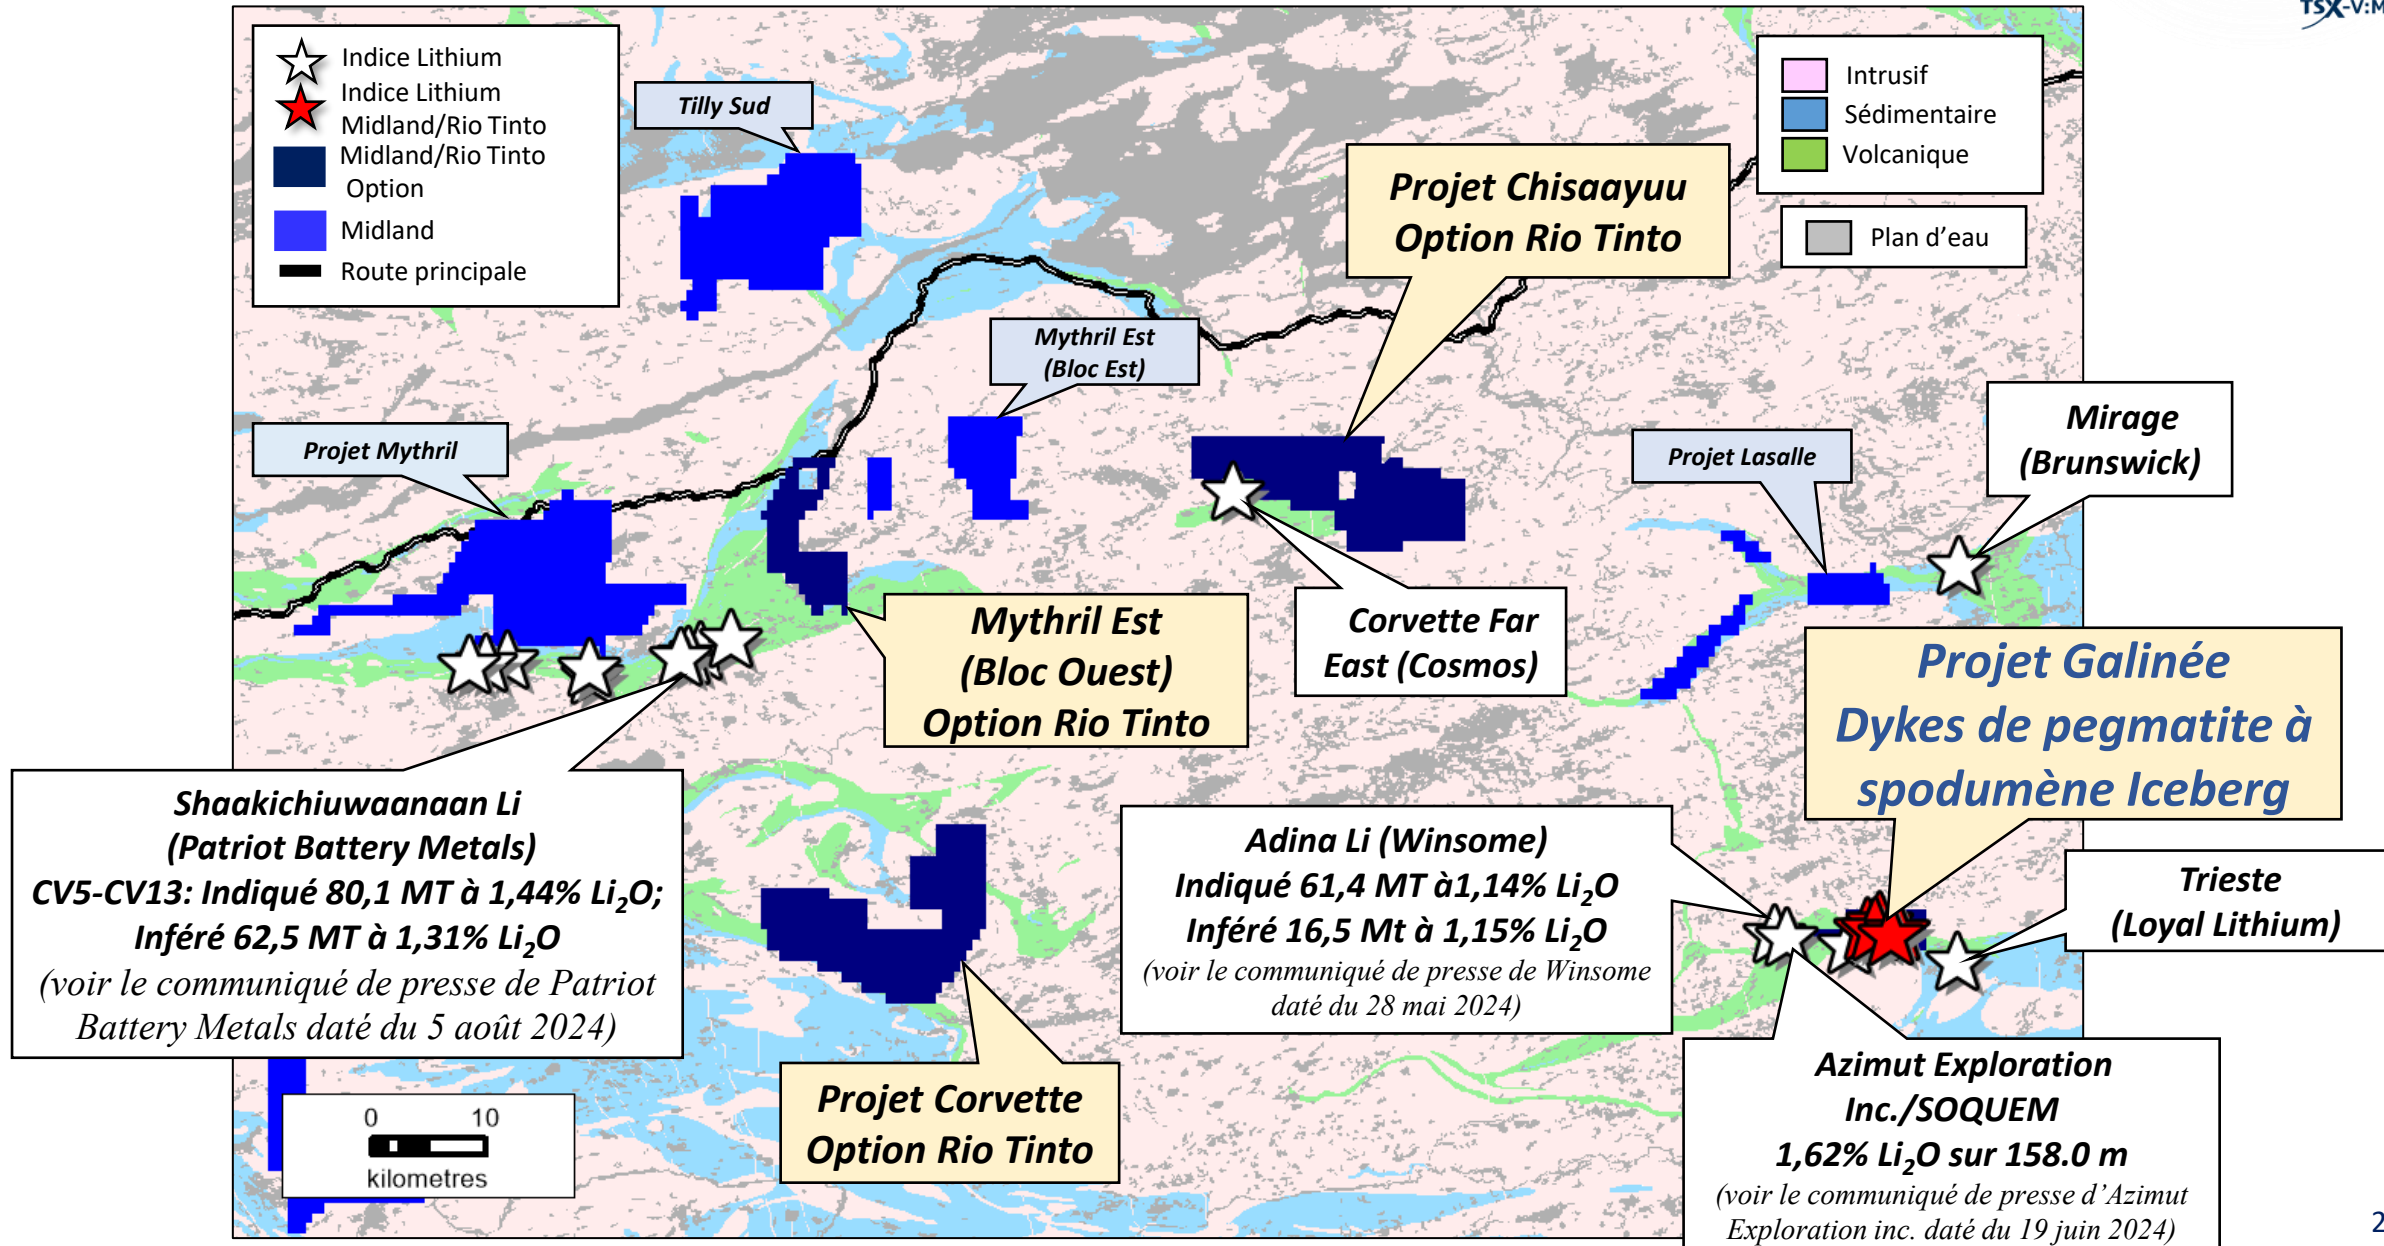 TSX-V:M
Indice Lithium
Indice Lithium
Midland/Rio Tinto
Midland/Rio Tinto
Option
Midland
Route principale
Tilly Sud
Intrusif
Sédimentaire
Volcanique
Plan d’eau
Projet Chisaayuu
Option Rio Tinto
Mythril Est
(Bloc Est)
Projet Mythril
Projet Lasalle
Mirage
(Brunswick)
Mythril Est
(Bloc Ouest)
Option Rio Tinto
Corvette Far
East (Cosmos)
Projet Galinée
Dykes de pegmatite à
spodumène Iceberg
Shaakichiuwaanaan Li
(Patriot Battery Metals)
CV5-CV13: Indiqué 80,1 MT à 1,44% Li₂O;
Inféré 62,5 MT à 1,31% Li₂O
(voir le communiqué de presse de Patriot
Battery Metals daté du 5 août 2024)
Adina Li (Winsome)
Indiqué 61,4 MT à1,14% Li₂O
Inféré 16,5 Mt à 1,15% Li₂O
(voir le communiqué de presse de Winsome
daté du 28 mai 2024)
Trieste
(Loyal Lithium)
Projet Corvette
Option Rio Tinto
Azimut Exploration
Inc./SOQUEM
1,62% Li₂O sur 158.0 m
(voir le communiqué de presse d’Azimut
Exploration inc. daté du 19 juin 2024)
0 10
kilometres
2